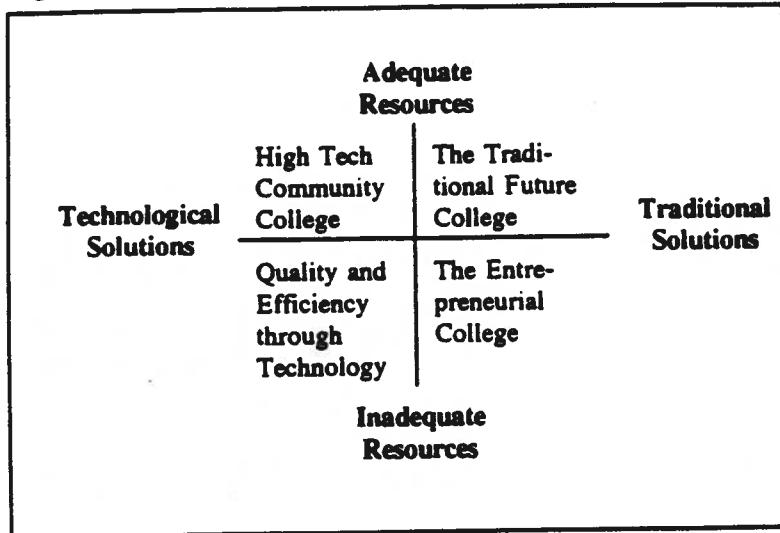 Adequate
Resources
High Tech
Community
College
The Tradi-
tional Future
College
Technological
Solutions
Traditional
Solutions
Quality and
Efficiency
through
Technology
The Entre-
preneurial
College
Inadequate
Resources